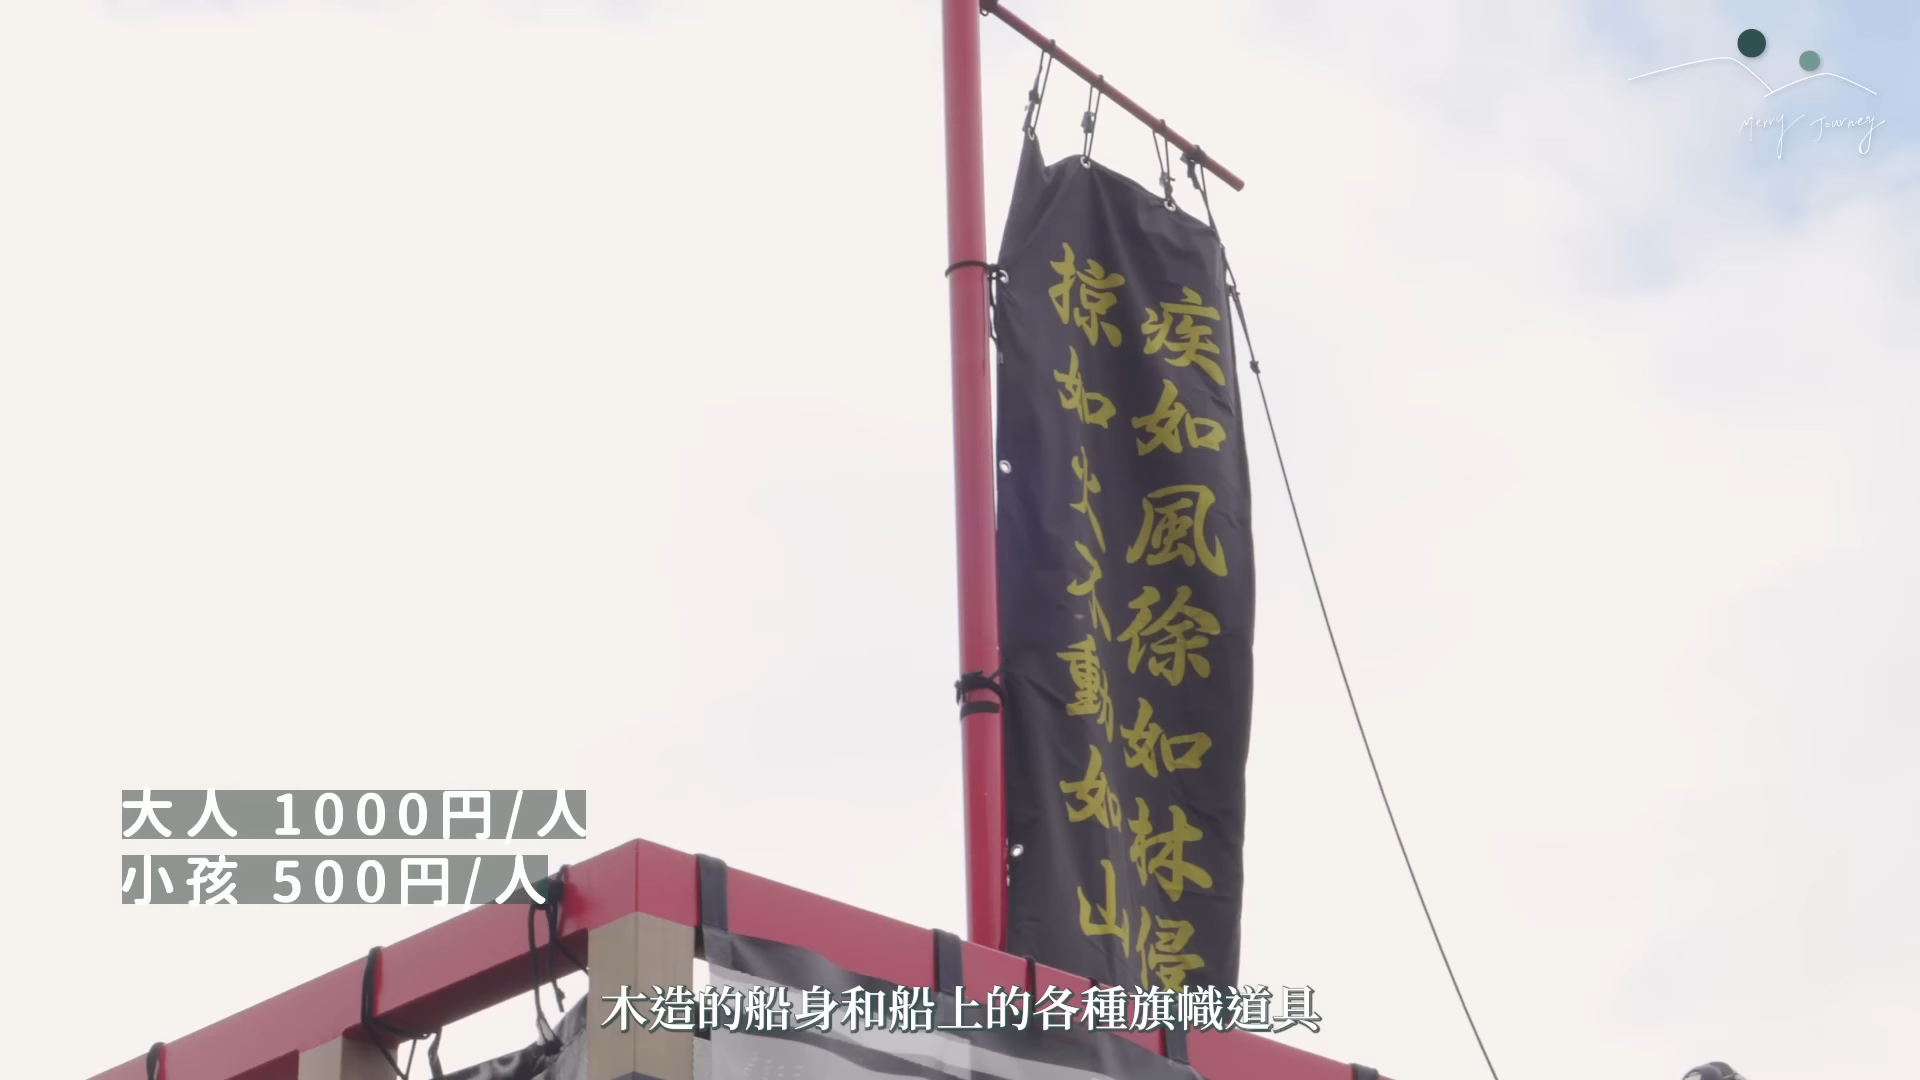 Merry Journey
疾如風徐如林侵
掠如火不動如山
大人 1000円/人
小孩 500円/人
木造的船身和船上的各種旗幟道具